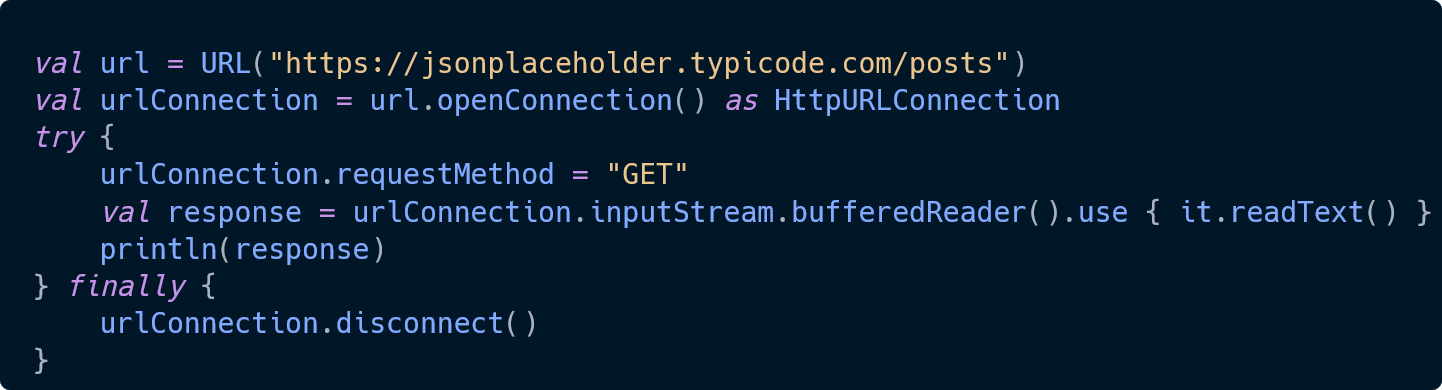 val url = URL("https://jsonplaceholder.typicode.com/posts")
val urlConnection = url.openConnection() as HttpURLConnection
try {
    urlConnection.requestMethod = "GET"
    val response = urlConnection.inputStream.bufferedReader().use { it.readText() }
    println(response)
} finally {
    urlConnection.disconnect()
}